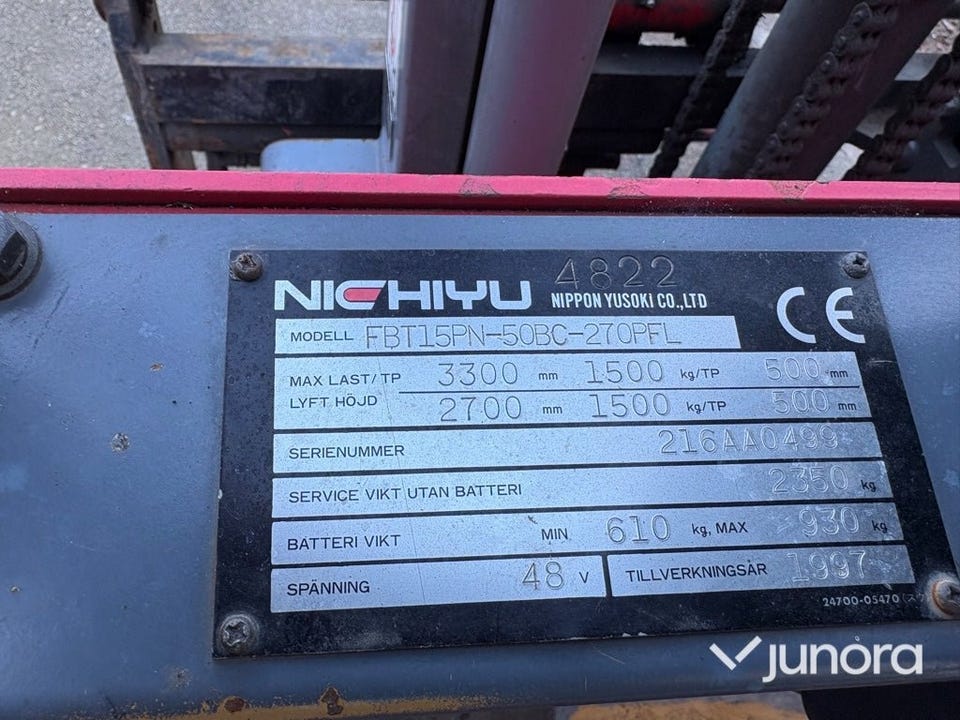 NICHIYU 4822
NIPPON YUSOKI CO.,LTD
CE
MODELL FBT15PN-50BC-270PFL
MAX LAST/TP 3300 mm 1500 kg/TP 500 mm
LYFT HÖJD 2700 mm 1500 kg/TP 500 mm
SERIENUMMER 216AA0499
SERVICE VIKT UTAN BATTERI 2350 kg
BATTERI VIKT MIN 610 kg, MAX 930 kg
SPÄNNING 48 V TILLVERKNINGSÅR 1997
24700-05470
junora